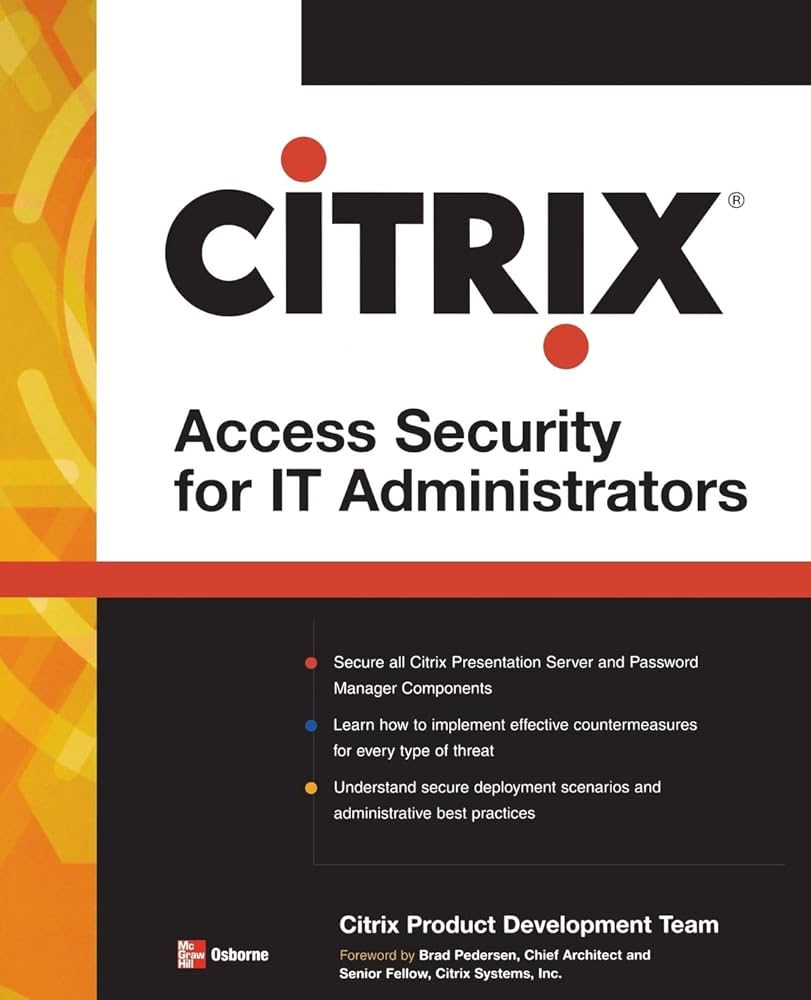 CiTRIX®
Access Security
for IT Administrators
Secure all Citrix Presentation Server and Password
Manager Components
Learn how to implement effective countermeasures
for every type of threat
Understand secure deployment scenarios and
administrative best practices
Citrix Product Development Team
Foreword by Brad Pedersen, Chief Architect and
Senior Fellow, Citrix Systems, Inc.
Mc
Graw
Hill
Osborne